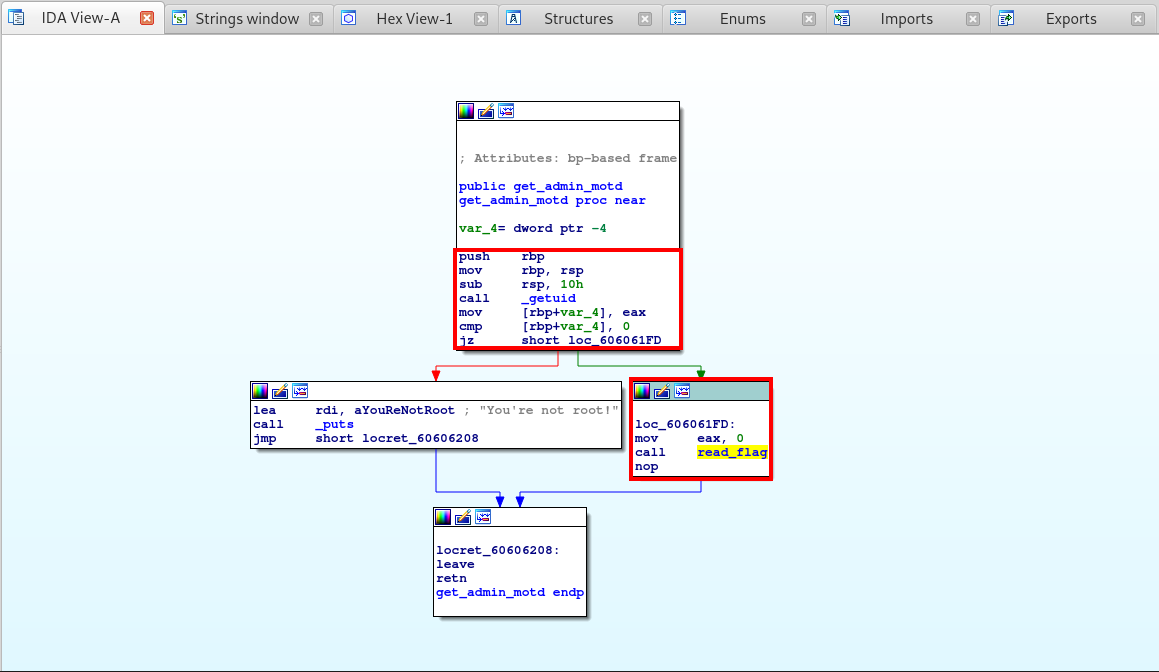 IDA View-A Strings window Hex View-1 Structures Enums Imports Exports
; Attributes: bp-based frame
public get_admin_motd
get_admin_motd proc near
var_4= dword ptr -4
push rbp
mov rbp, rsp
sub rsp, 10h
call _getuid
mov [rbp+var_4], eax
cmp [rbp+var_4], 0
jz short loc_606061FD
lea rdi, aYouReNotRoot ; "You're not root!"
call _puts
jmp short locret_60606208
loc_606061FD:
mov eax, 0
call read_flag
nop
locret_60606208:
leave
retn
get_admin_motd endp